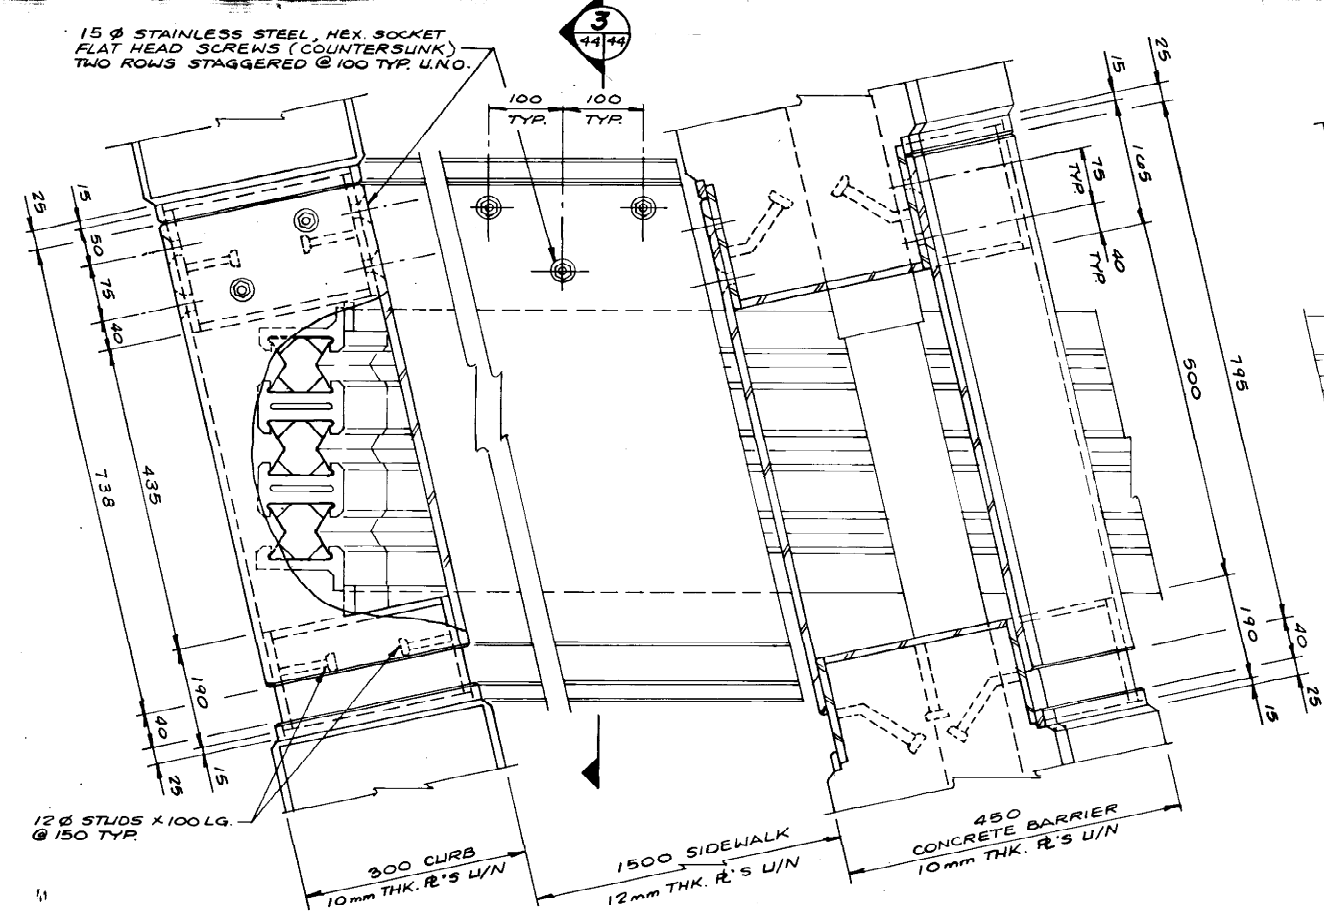 15 Ø STAINLESS STEEL, HEX. SOCKET
FLAT HEAD SCREWS (COUNTERSUNK)
TWO ROWS STAGGERED @ 100 TYP. U.N.O.
3
44 44
100 100
TYP. TYP.
25
15
50
75
40
435
738
190
40
15
25
15
25
165
75
TYP.
40
TYP.
500
795
190
40
15
25
12 Ø STUDS X 100 LG.
@ 150 TYP.
300 CURB
10mm THK. PL'S U/N
1500 SIDEWALK
12mm THK. PL'S U/N
450
CONCRETE BARRIER
10mm THK. PL'S U/N